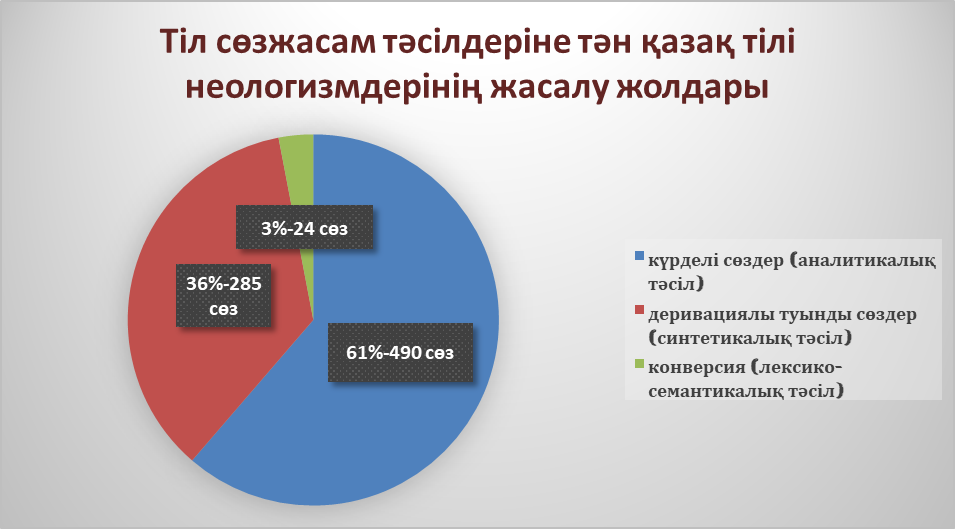 Тіл сөзжасам тәсілдеріне тән қазақ тілі
неологизмдерінің жасалу жолдары
3%-24 сөз
36%-285
сөз
61%-490 сөз
күрделі сөздер (аналитикалық
тәсіл)
деривациялы туынды сөздер
(синтетикалық тәсіл)
конверсия (лексико-
семантикалық тәсіл)